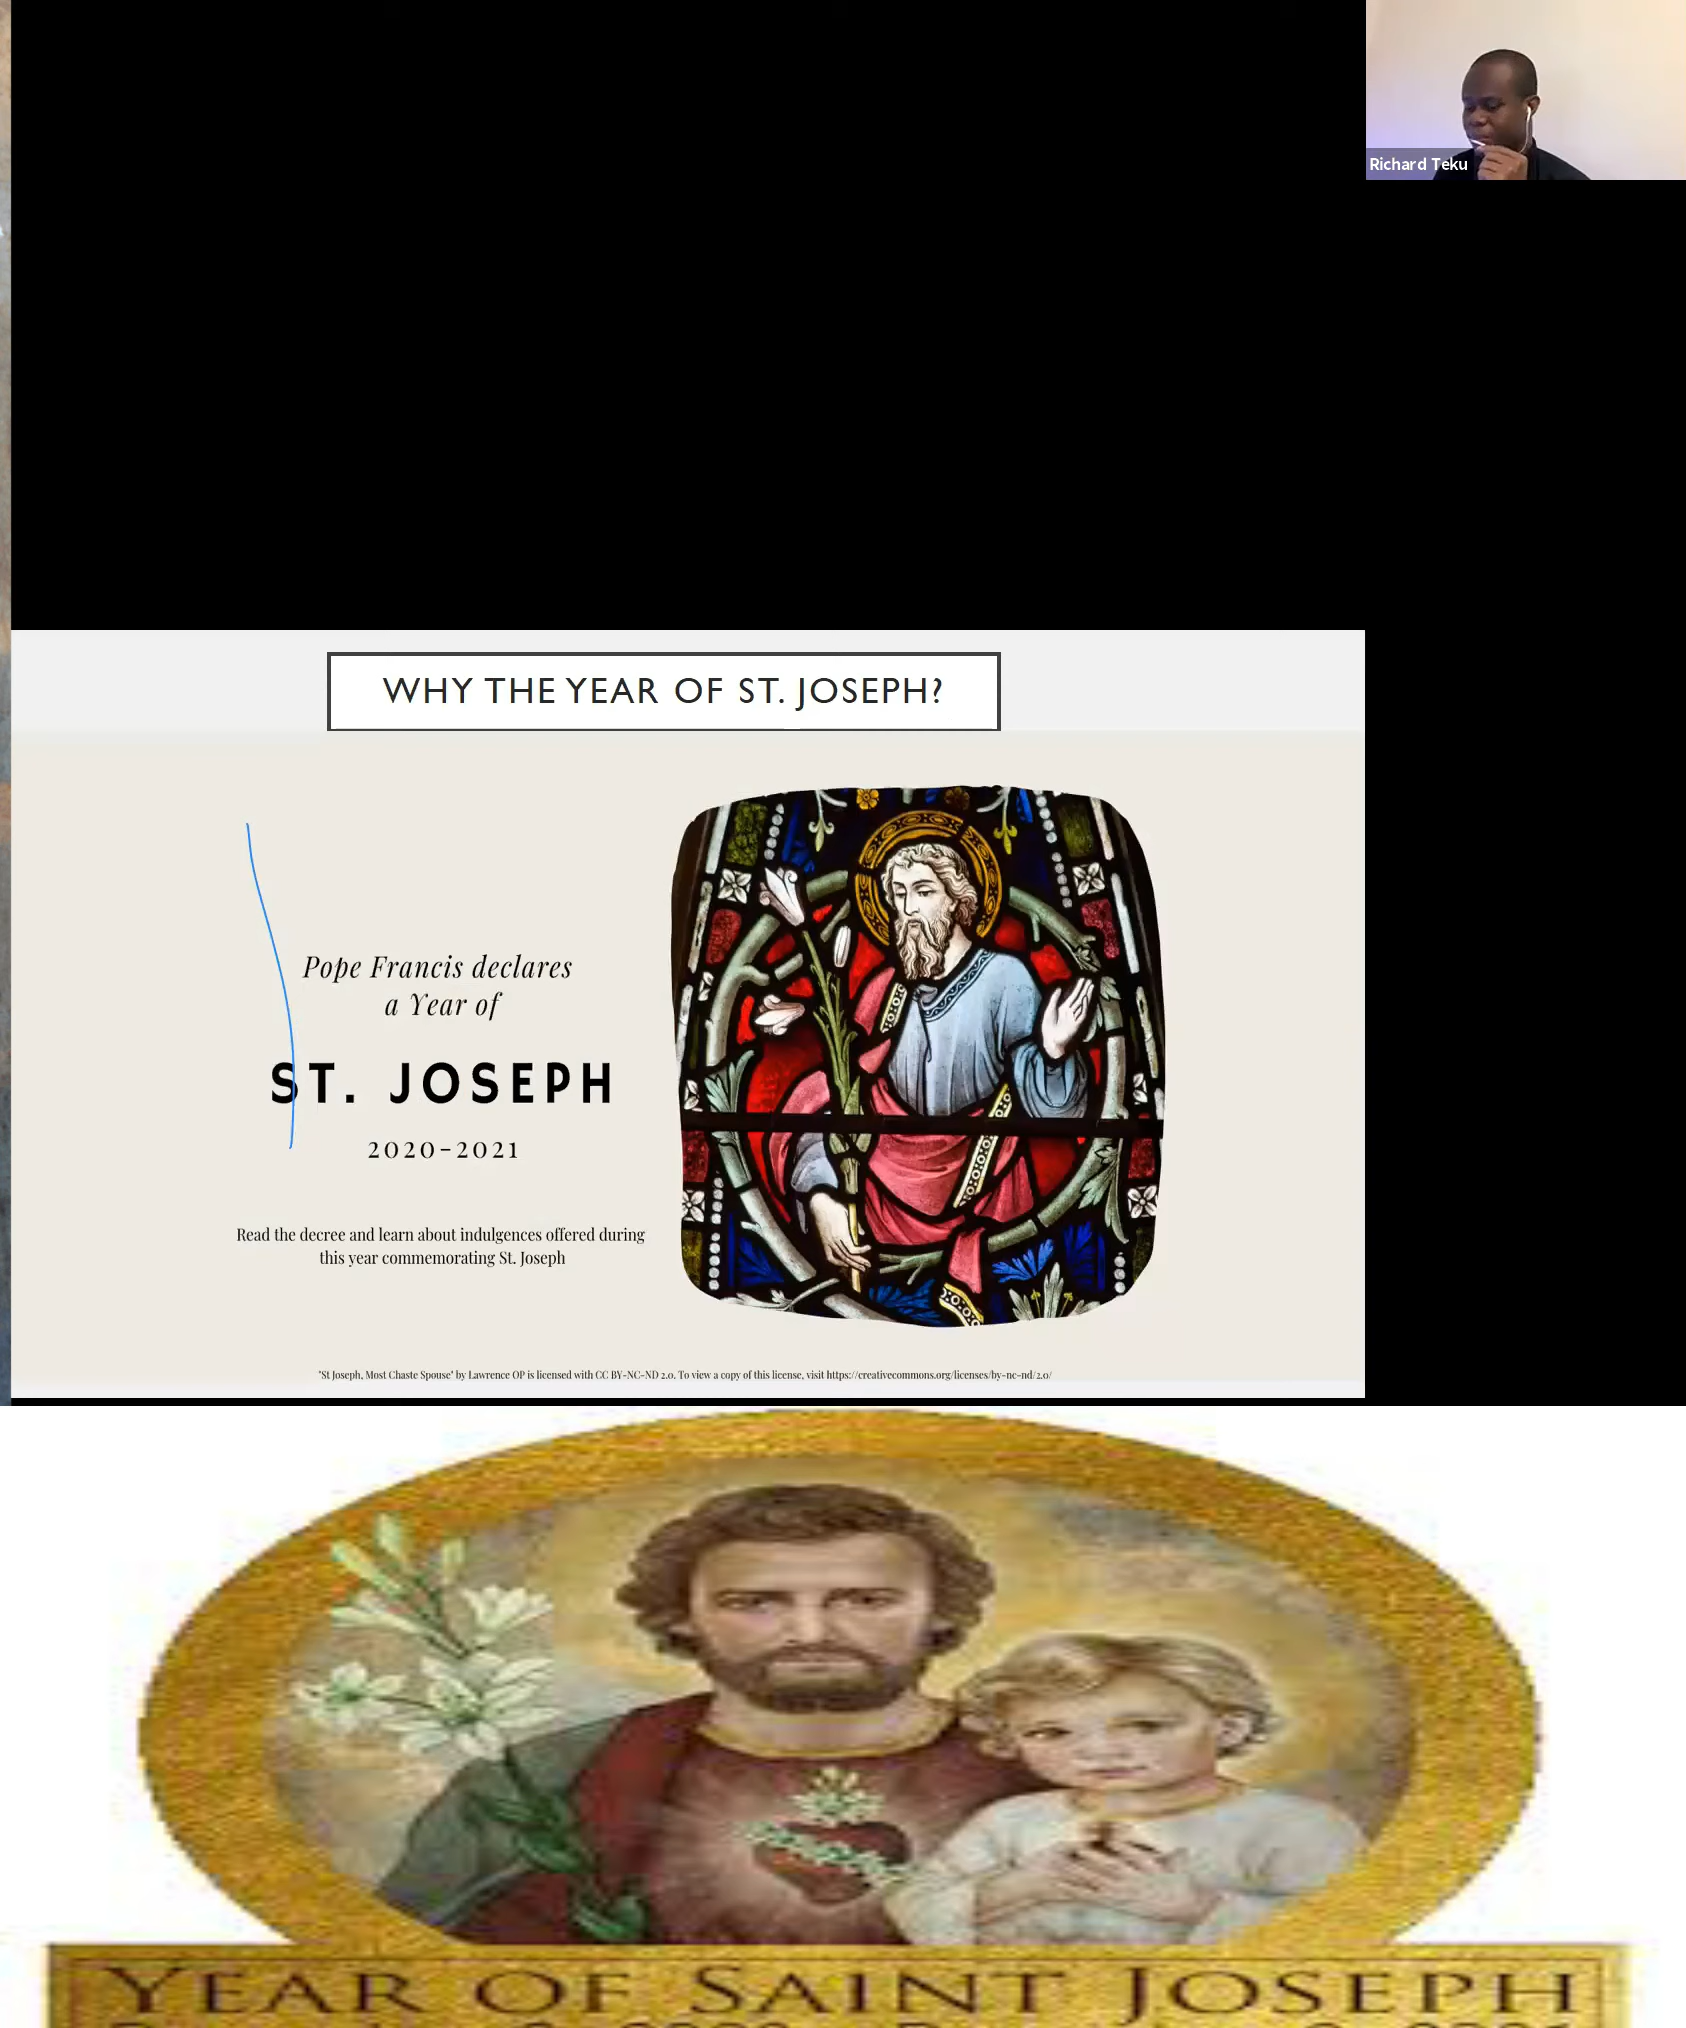 Richard Teku
WHY THE YEAR OF ST. JOSEPH?
Pope Francis declares
a Year of
ST. JOSEPH
2020-2021
Read the decree and learn about indulgences offered during
this year commemorating St. Joseph
"St Joseph, Most Chaste Spouse" by Lawrence OP is licensed with CC BY-NC-ND 2.0. To view a copy of this license, visit https://creativecommons.org/licenses/by-nc-nd/2.0/
YEAR OF SAINT JOSEPH